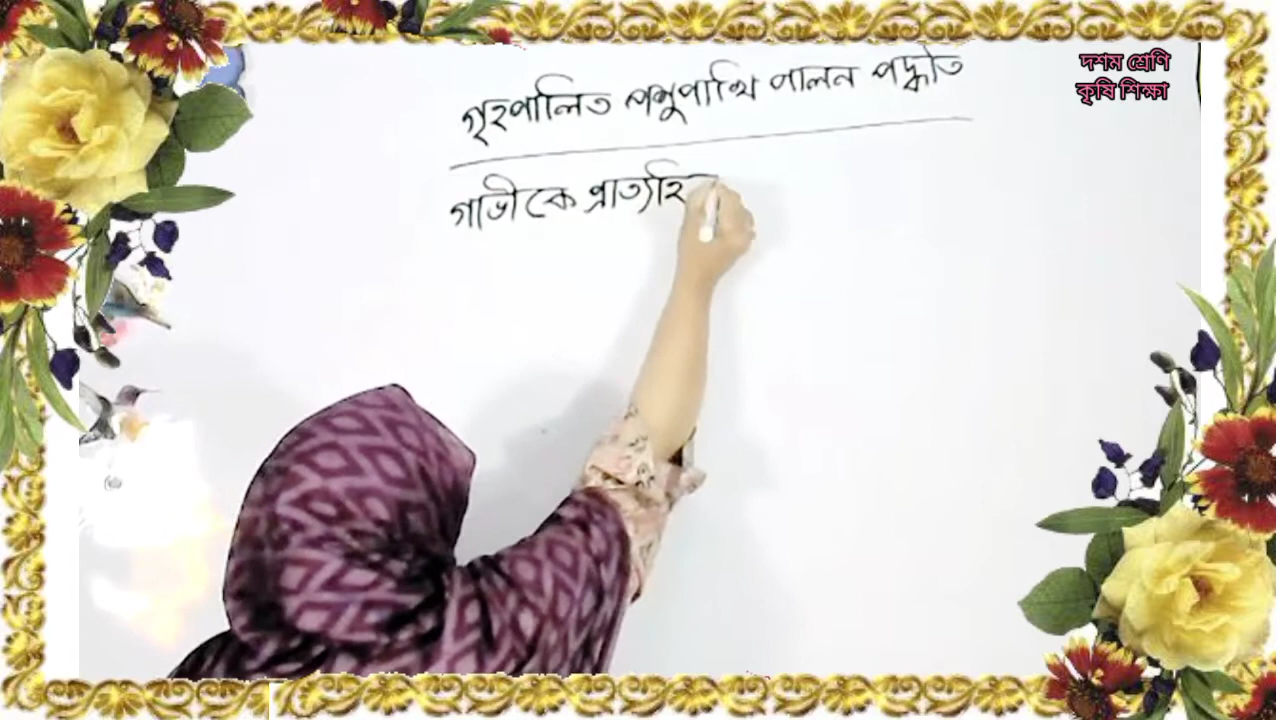 দশম শ্রেণি
কৃষি শিক্ষা
গৃহপালিত পশুপাখি পালন পদ্ধতি
গাভীকে প্রাত্যহি